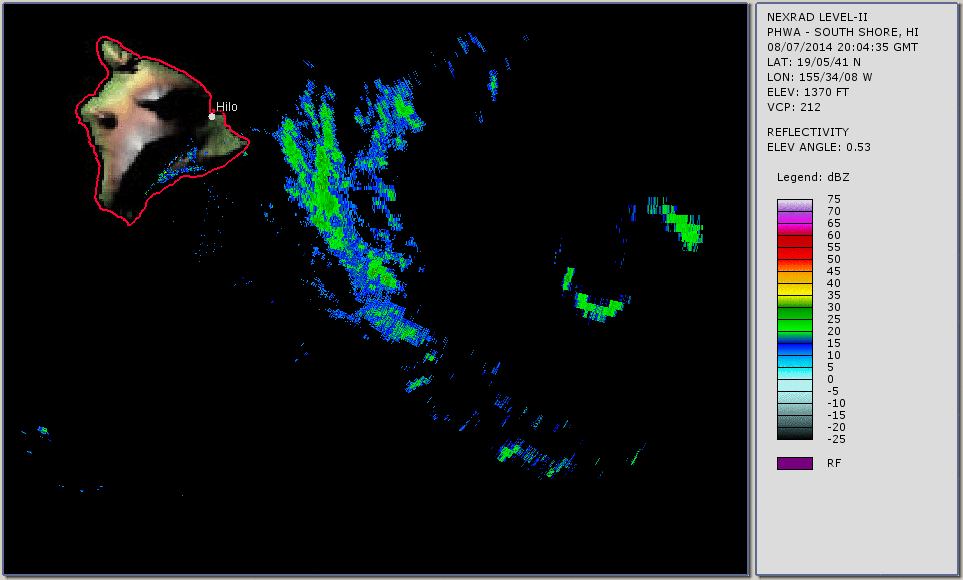 Hilo
NEXRAD LEVEL-II
PHWA - SOUTH SHORE, HI
08/07/2014 20:04:35 GMT
LAT: 19/05/41 N
LON: 155/34/08 W
ELEV: 1370 FT
VCP: 212
REFLECTIVITY
ELEV ANGLE: 0.53
Legend: dBZ
75
70
65
60
55
50
45
40
35
30
25
20
15
10
5
0
-5
-10
-15
-20
-25
RF